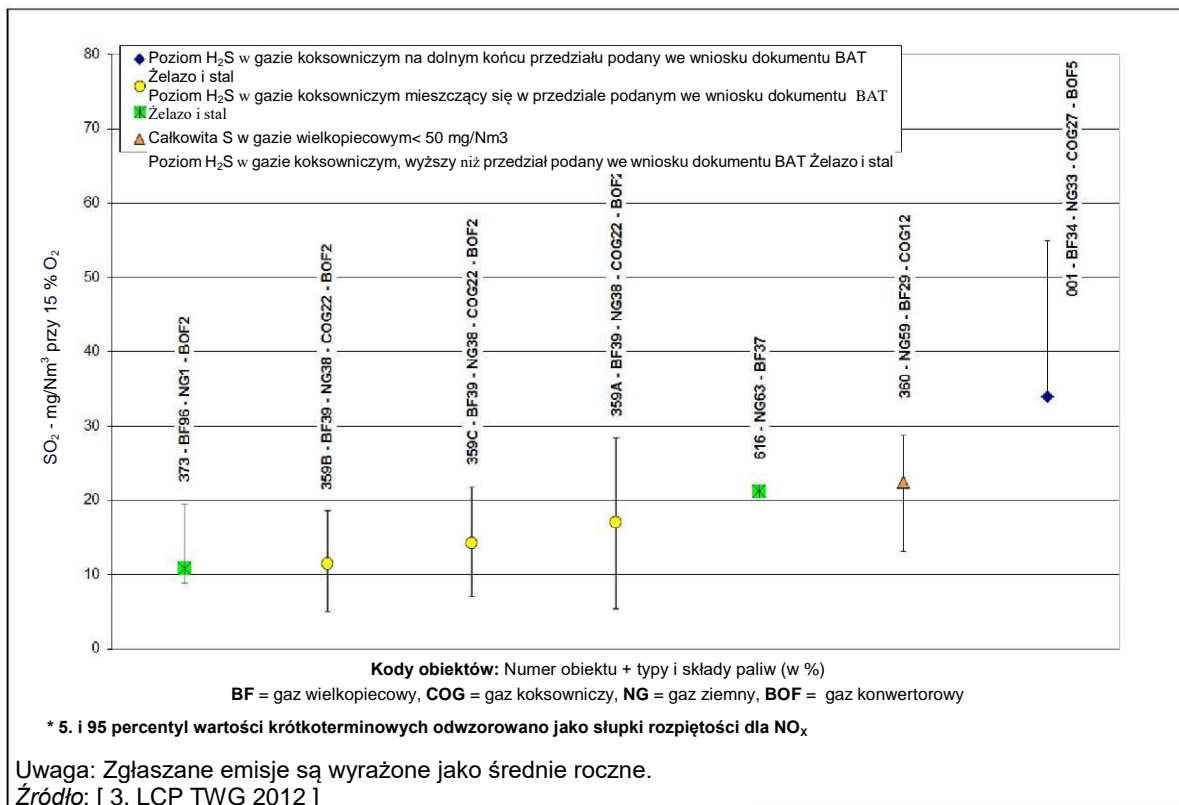 80
70
60
50
40
30
20
10
0
SO₂ - mg/Nm³ przy 15 % O₂
Poziom H₂S w gazie koksowniczym na dolnym końcu przedziału podany we wniosku dokumentu BAT
Żelazo i stal
Poziom H₂S w gazie koksowniczym mieszczący się w przedziale podanym we wniosku dokumentu BAT
Żelazo i stal
Całkowita S w gazie wielkopiecowym< 50 mg/Nm3
Poziom H₂S w gazie koksowniczym, wyższy niż przedział podany we wniosku dokumentu BAT Żelazo i stal
373 - BF96 - NG1 - BOF2
359B - BF39 - NG38 - COG22 - BOF2
359C - BF39 - NG38 - COG22 - BOF2
359A - BF39 - NG38 - COG22 - BOF2
616 - NG63 - BF37
360 - NG59 - BF29 - COG12
001 - BF34 - NG33 - COG27 - BOF5
Kody obiektów: Numer obiektu + typy i składy paliw (w %)
BF = gaz wielkopiecowy, COG = gaz koksowniczy, NG = gaz ziemny, BOF = gaz konwertorowy
* 5. i 95 percentyl wartości krótkoterminowych odwzorowano jako słupki rozpiętości dla NOₓ
Uwaga: Zgłaszane emisje są wyrażone jako średnie roczne.
Źródło: [ 3. LCP TWG 2012 ]